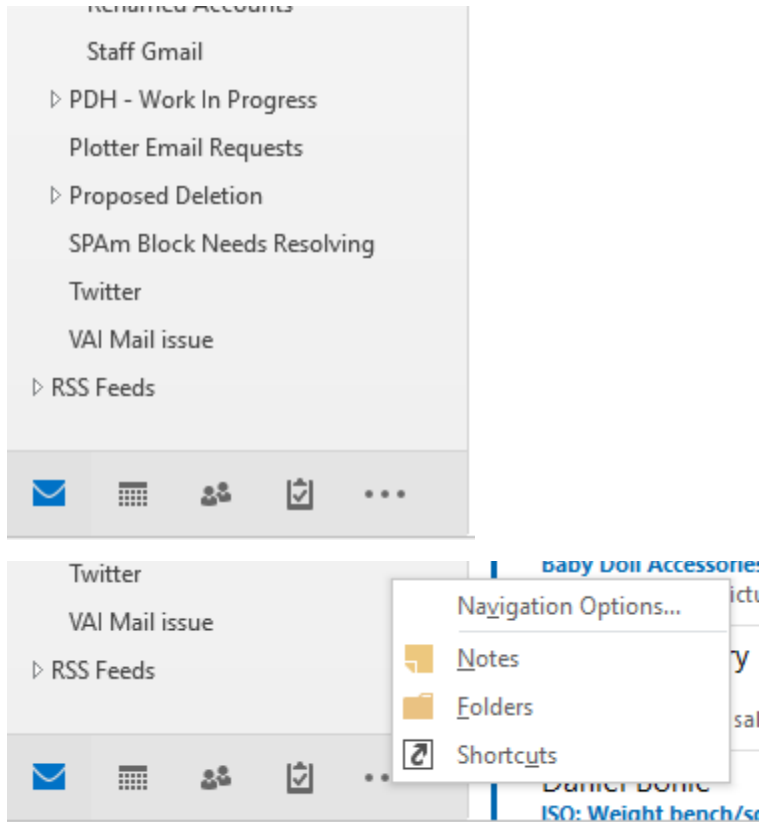 Renamed Accounts
Staff Gmail
PDH - Work In Progress
Plotter Email Requests
Proposed Deletion
SPAm Block Needs Resolving
Twitter
VAI Mail issue
RSS Feeds
Twitter
VAI Mail issue
RSS Feeds
Baby Doll Accessories
Navigation Options...
Notes
Folders
Shortcuts
ISO: Weight bench/